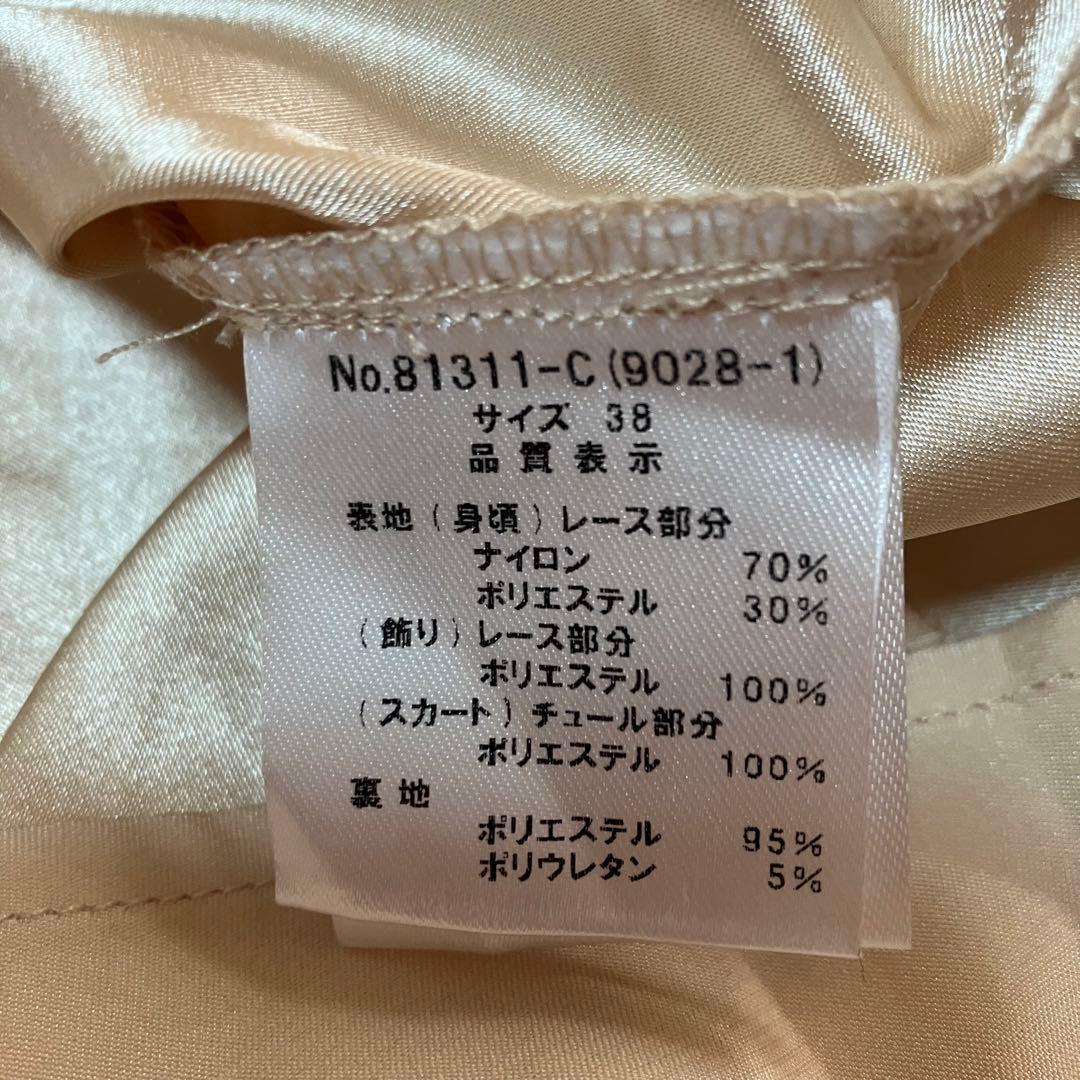 No.81311-C(9028-1)
サイズ 38
品質表示
表地(身頃)レース部分
ナイロン 70%
ポリエステル 30%
(飾り)レース部分
ポリエステル 100%
(スカート)チュール部分
ポリエステル 100%
裏地
ポリエステル 95%
ポリウレタン 5%